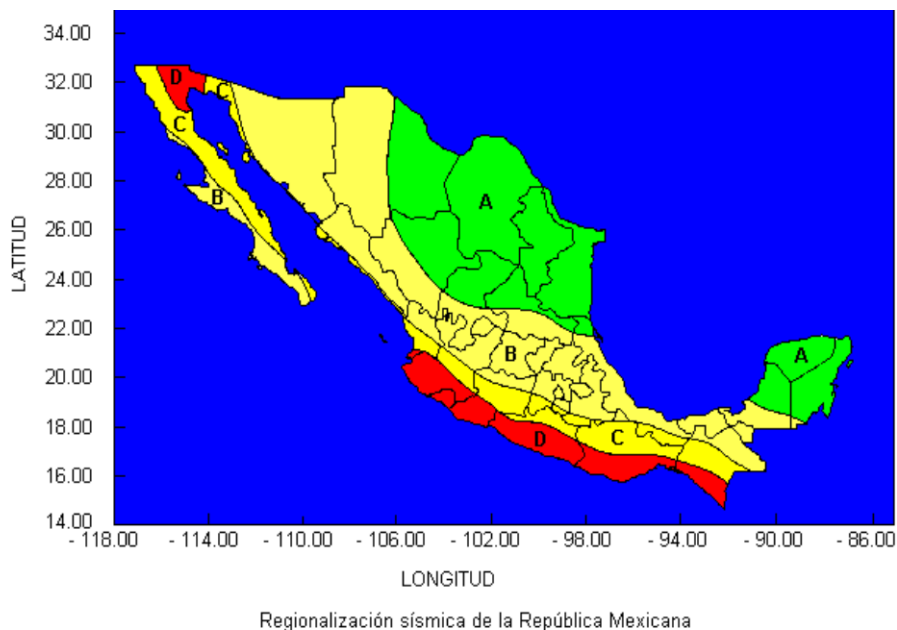 34.00
32.00
30.00
28.00
26.00
24.00
22.00
20.00
18.00
16.00
14.00
LATITUD
D
C
C
B
A
A
B
D
C
- 118.00 - 114.00 - 110.00 - 106.00 - 102.00 - 98.00 - 94.00 - 90.00 - 86.00
LONGITUD
Regionalización sísmica de la República Mexicana